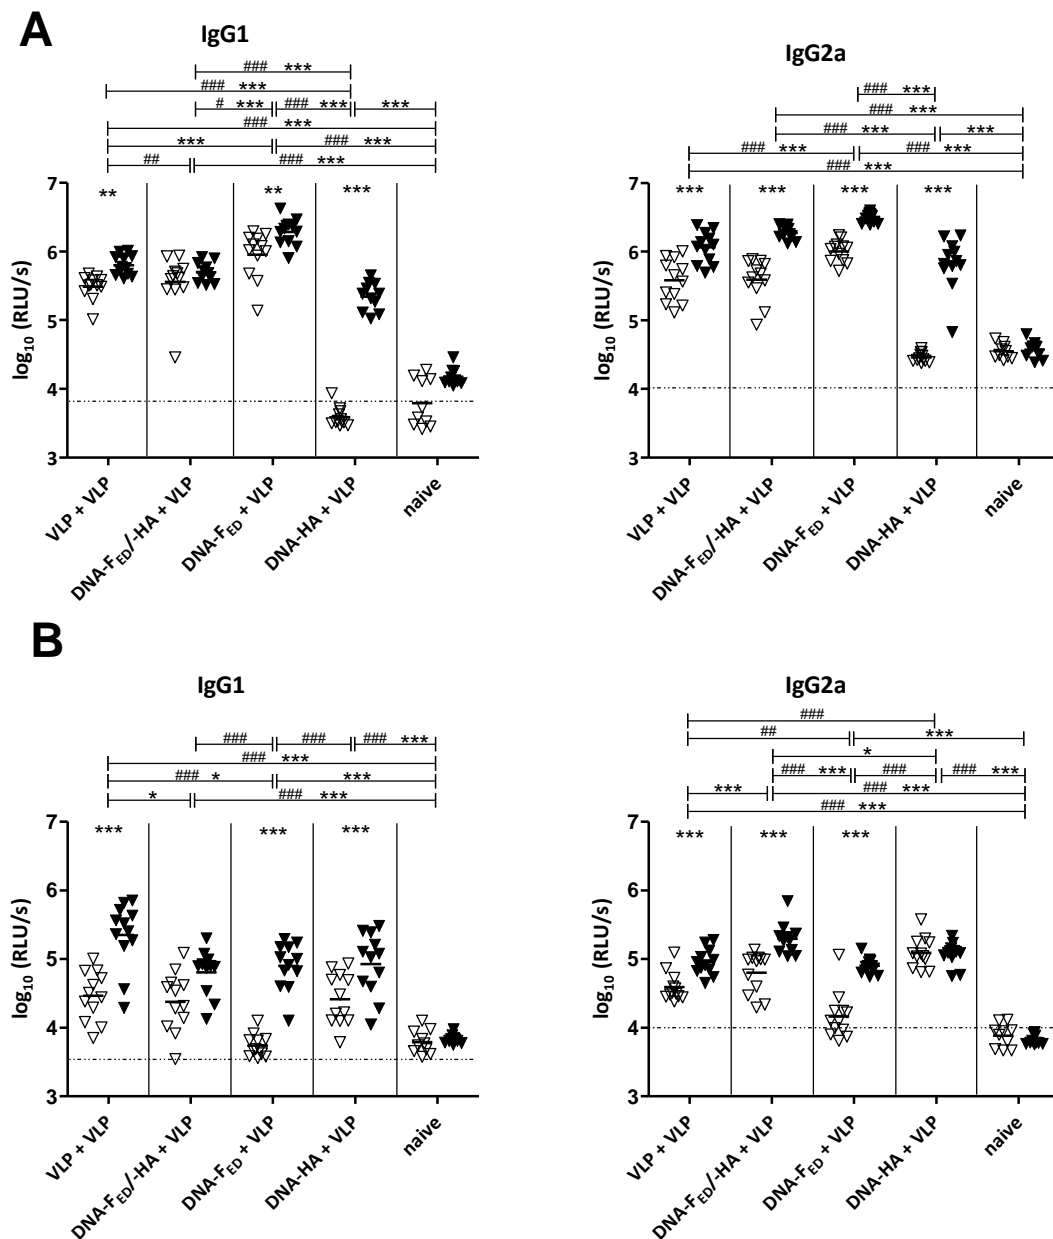 A
IgG1
### ***
### ***
# *** ### *** ***
### ***
*** ### ***
## ### ***
7
6
5
4
3
log10 (RLU/s)
** ** ***
VLP + VLP
DNA-FED/-HA + VLP
DNA-FED + VLP
DNA-HA + VLP
naive
IgG2a
### ***
### ***
### *** ***
### *** ### ***
### ***
7
6
5
4
3
log10 (RLU/s)
*** *** *** ***
VLP + VLP
DNA-FED/-HA + VLP
DNA-FED + VLP
DNA-HA + VLP
naive
B
IgG1
### ### ### ***
### ***
### * ***
* ### ***
7
6
5
4
3
log10 (RLU/s)
*** *** ***
VLP + VLP
DNA-FED/-HA + VLP
DNA-FED + VLP
DNA-HA + VLP
naive
IgG2a
###
## ***
*
### *** ### ### ***
*** ### ***
### ***
7
6
5
4
3
log10 (RLU/s)
*** *** ***
VLP + VLP
DNA-FED/-HA + VLP
DNA-FED + VLP
DNA-HA + VLP
naive